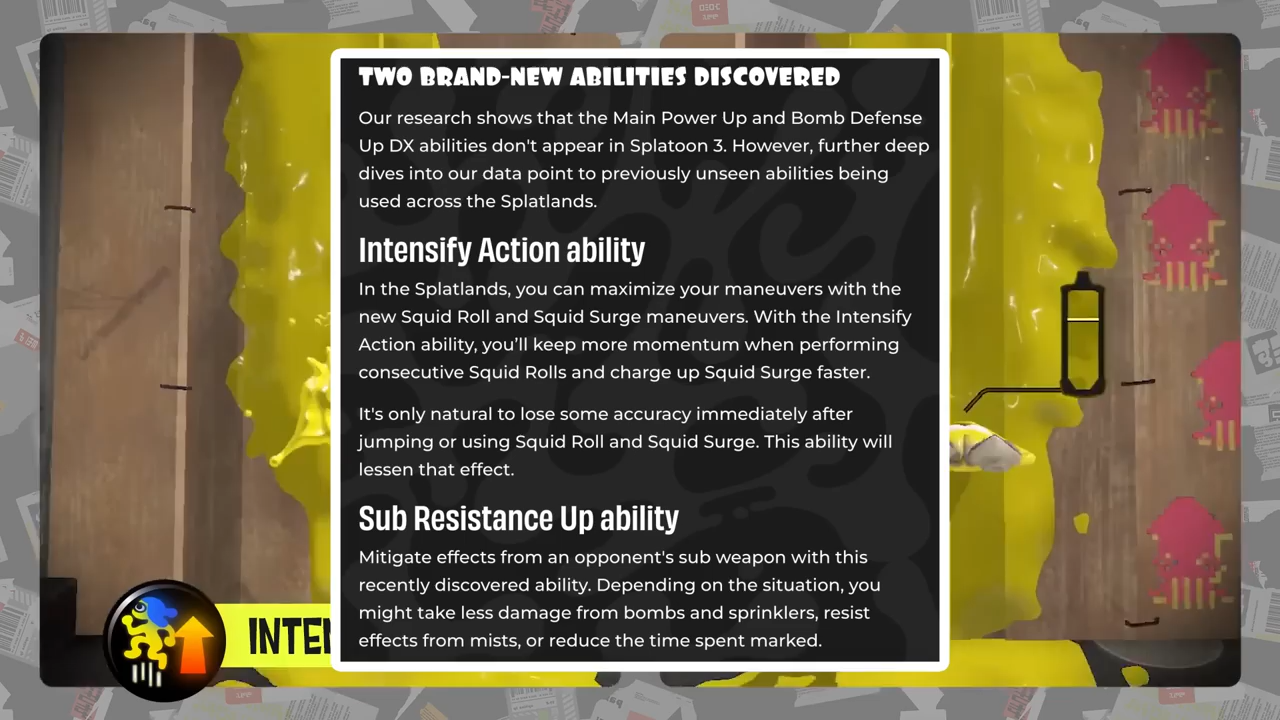 TWO BRAND-NEW ABILITIES DISCOVERED
Our research shows that the Main Power Up and Bomb Defense
Up DX abilities don't appear in Splatoon 3. However, further deep
dives into our data point to previously unseen abilities being
used across the Splatlands.
Intensify Action ability
In the Splatlands, you can maximize your maneuvers with the
new Squid Roll and Squid Surge maneuvers. With the Intensify
Action ability, you’ll keep more momentum when performing
consecutive Squid Rolls and charge up Squid Surge faster.
It's only natural to lose some accuracy immediately after
jumping or using Squid Roll and Squid Surge. This ability will
lessen that effect.
Sub Resistance Up ability
Mitigate effects from an opponent's sub weapon with this
recently discovered ability. Depending on the situation, you
might take less damage from bombs and sprinklers, resist
effects from mists, or reduce the time spent marked.
INTEN